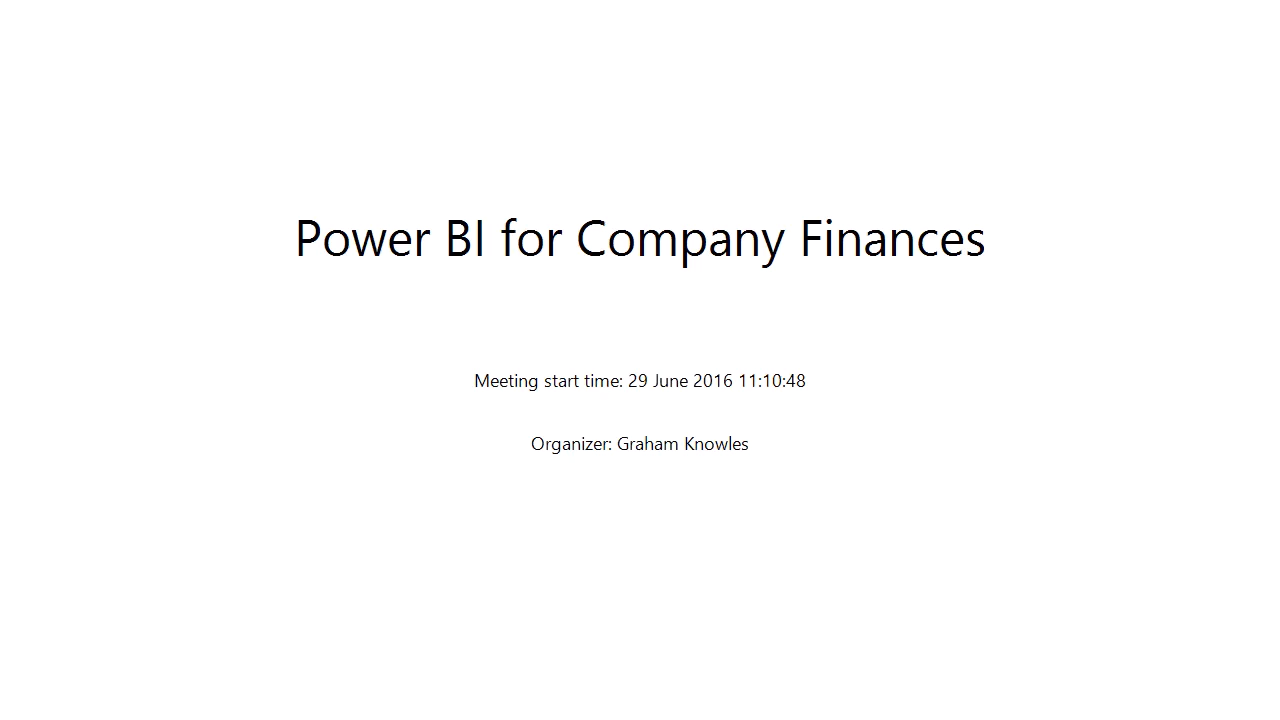 Power BI for Company Finances
Meeting start time: 29 June 2016 11:10:48
Organizer: Graham Knowles